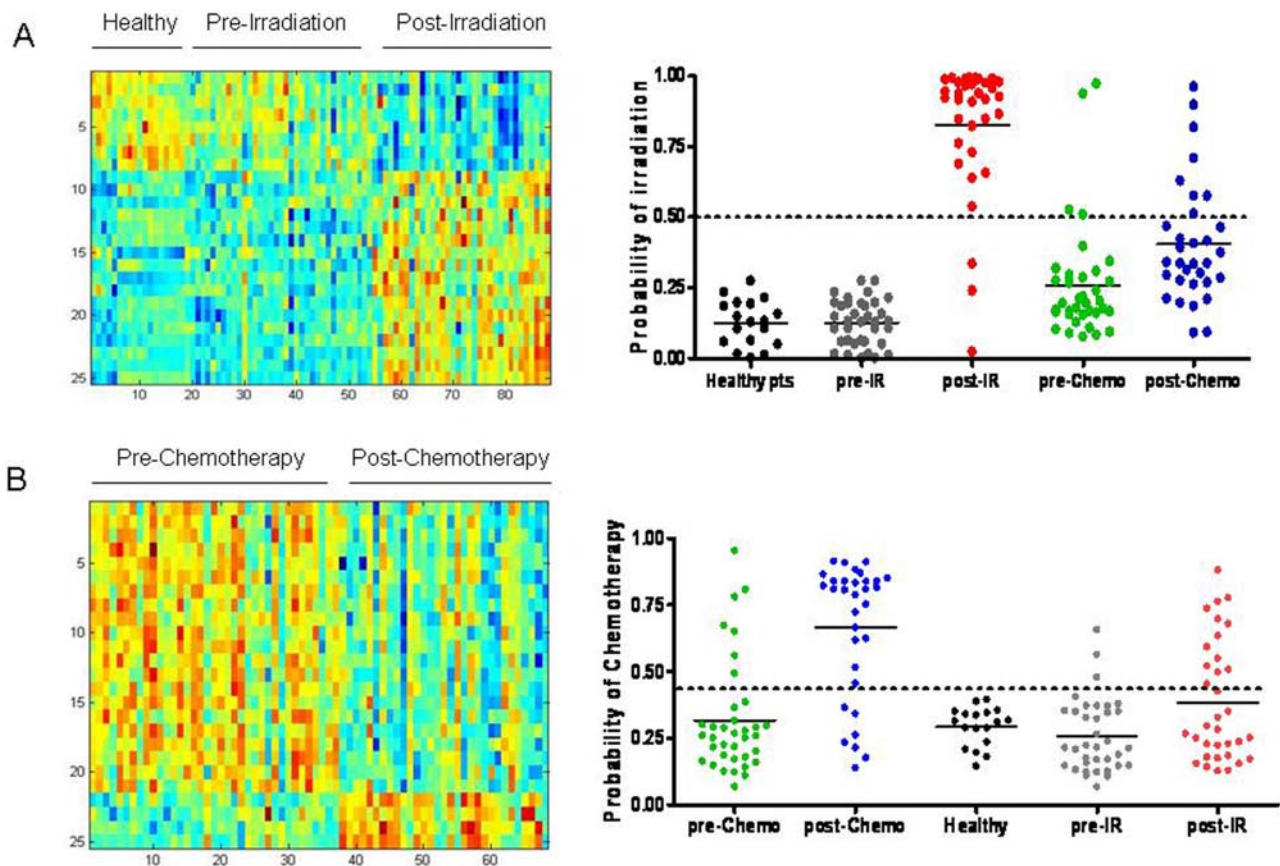 A
Healthy Pre-Irradiation Post-Irradiation
5
10
15
20
25
10 20 30 40 50 60 70 80
Probability of irradiation
1.00
0.75
0.50
0.25
0.00
Healthy pts pre-IR post-IR pre-Chemo post-Chemo
B
Pre-Chemotherapy Post-Chemotherapy
5
10
15
20
25
10 20 30 40 50 60
Probability of Chemotherapy
1.00
0.75
0.50
0.25
0.00
pre-Chemo post-Chemo Healthy pre-IR post-IR